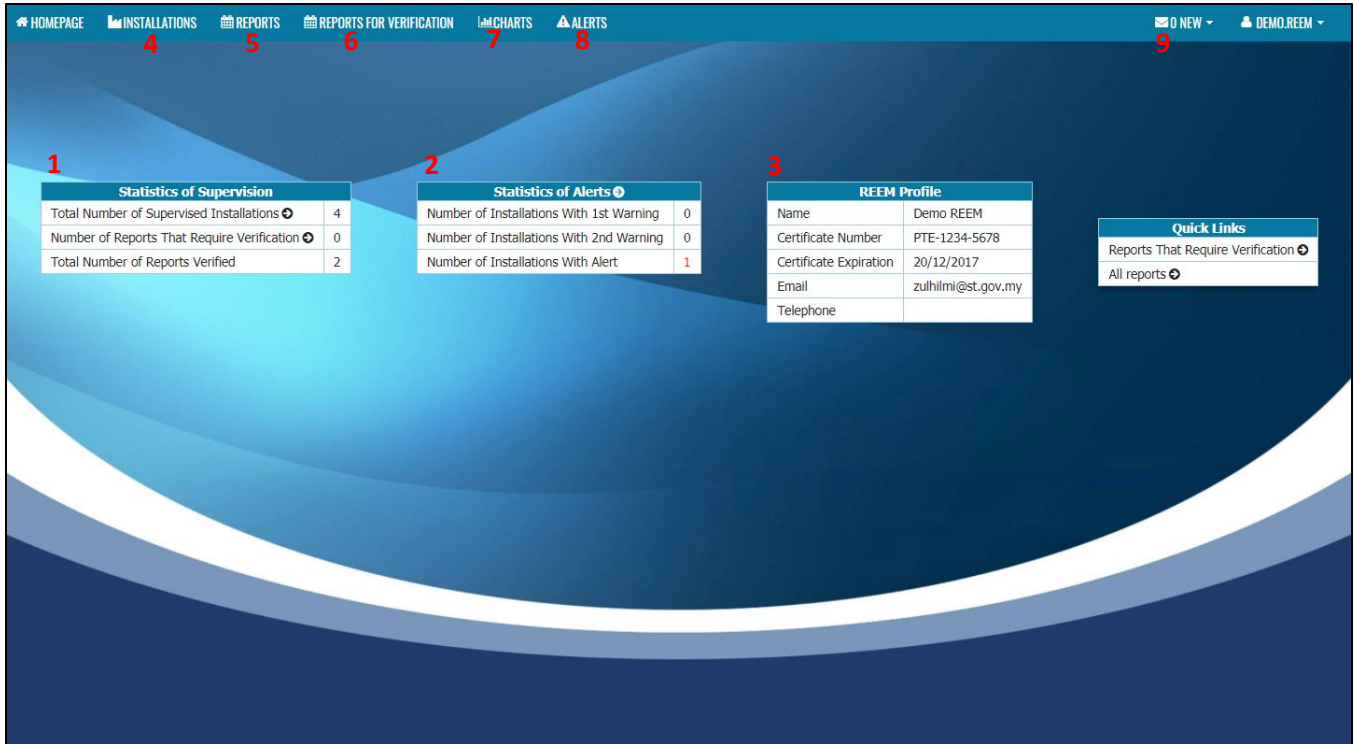 HOMEPAGE INSTALLATIONS REPORTS REPORTS FOR VERIFICATION CHARTS ALERTS 0 NEW DEMO.REEM
4 5 6 7 8 9
1
Statistics of Supervision
Total Number of Supervised Installations 4
Number of Reports That Require Verification 0
Total Number of Reports Verified 2
2
Statistics of Alerts
Number of Installations With 1st Warning 0
Number of Installations With 2nd Warning 0
Number of Installations With Alert 1
3
REEM Profile
Name Demo REEM
Certificate Number PTE-1234-5678
Certificate Expiration 20/12/2017
Email zulhilmi@st.gov.my
Telephone
Quick Links
Reports That Require Verification
All reports